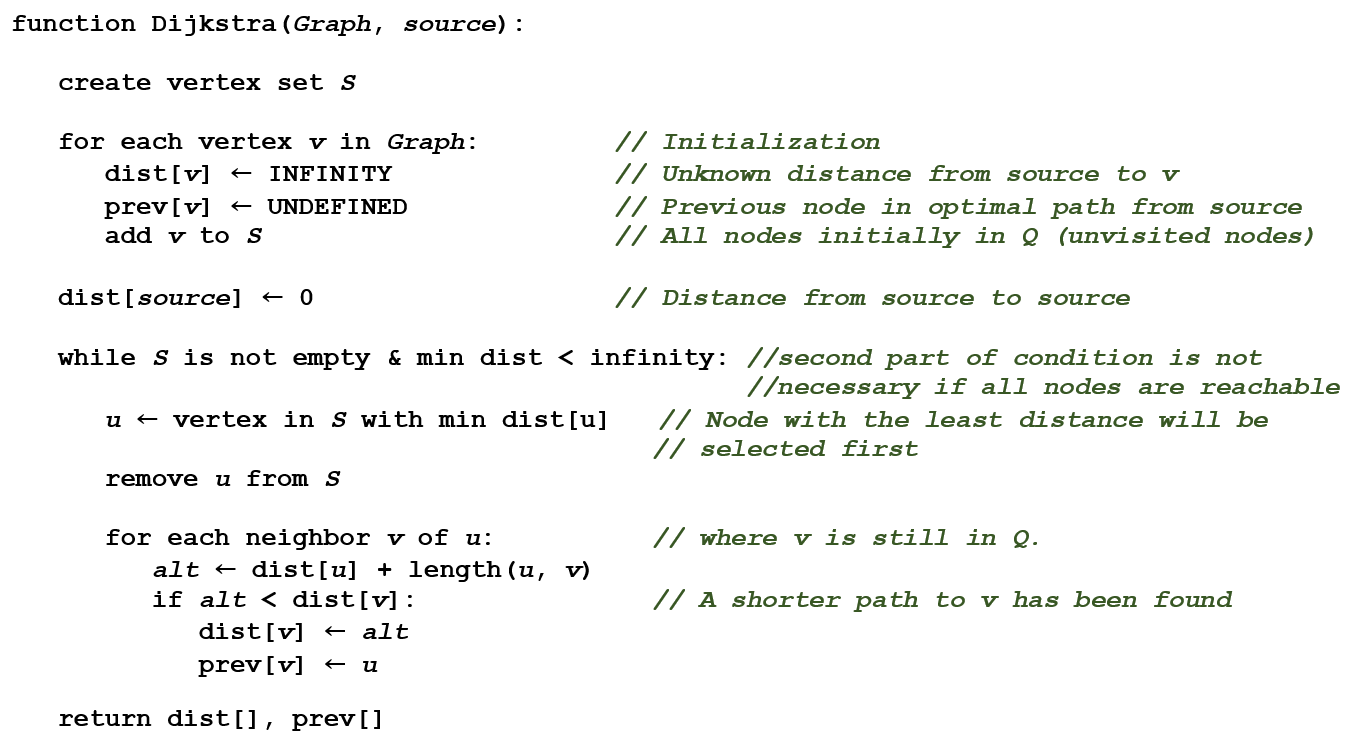 function Dijkstra(Graph, source):
create vertex set S
for each vertex v in Graph: // Initialization
dist[v] ← INFINITY // Unknown distance from source to v
prev[v] ← UNDEFINED // Previous node in optimal path from source
add v to S // All nodes initially in Q (unvisited nodes)
dist[source] ← 0 // Distance from source to source
while S is not empty & min dist < infinity: //second part of condition is not
//necessary if all nodes are reachable
u ← vertex in S with min dist[u] // Node with the least distance will be
// selected first
remove u from S
for each neighbor v of u: // where v is still in Q.
alt ← dist[u] + length(u, v)
if alt < dist[v]: // A shorter path to v has been found
dist[v] ← alt
prev[v] ← u
return dist[], prev[]